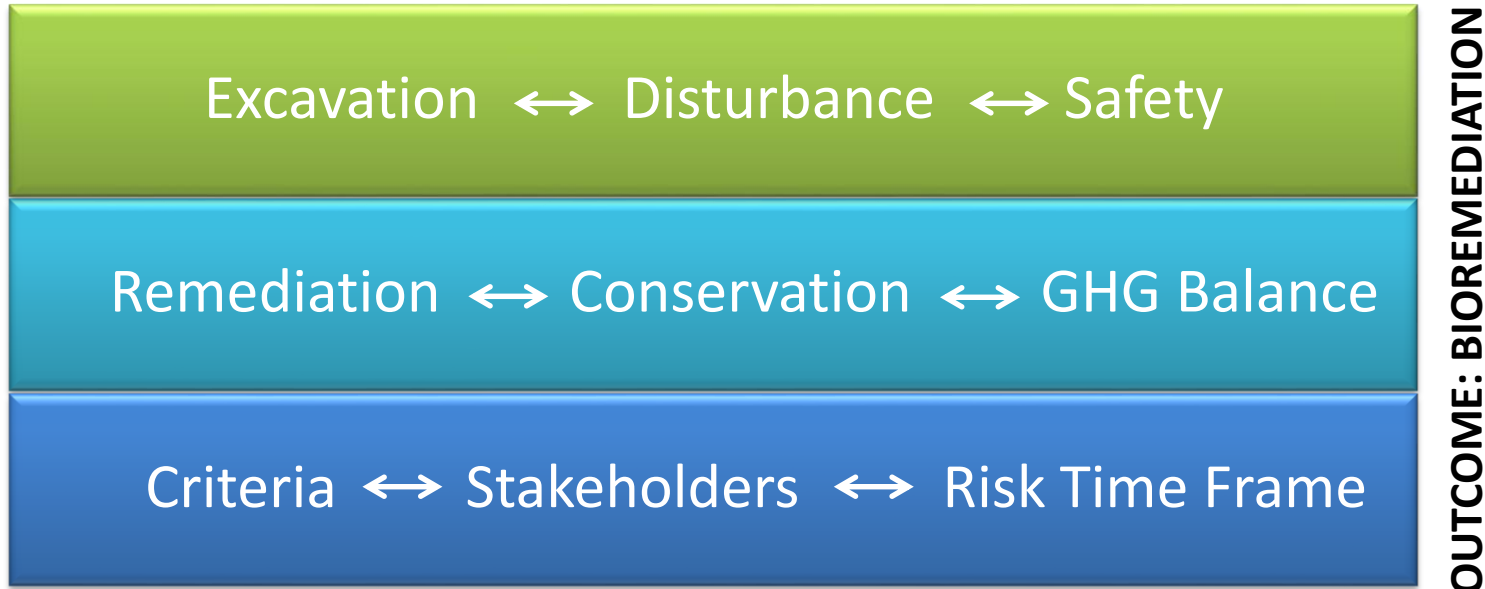 Excavation ↔ Disturbance ↔ Safety
Remediation ↔ Conservation ↔ GHG Balance
Criteria ↔ Stakeholders ↔ Risk Time Frame
OUTCOME: BIOREMEDIATION